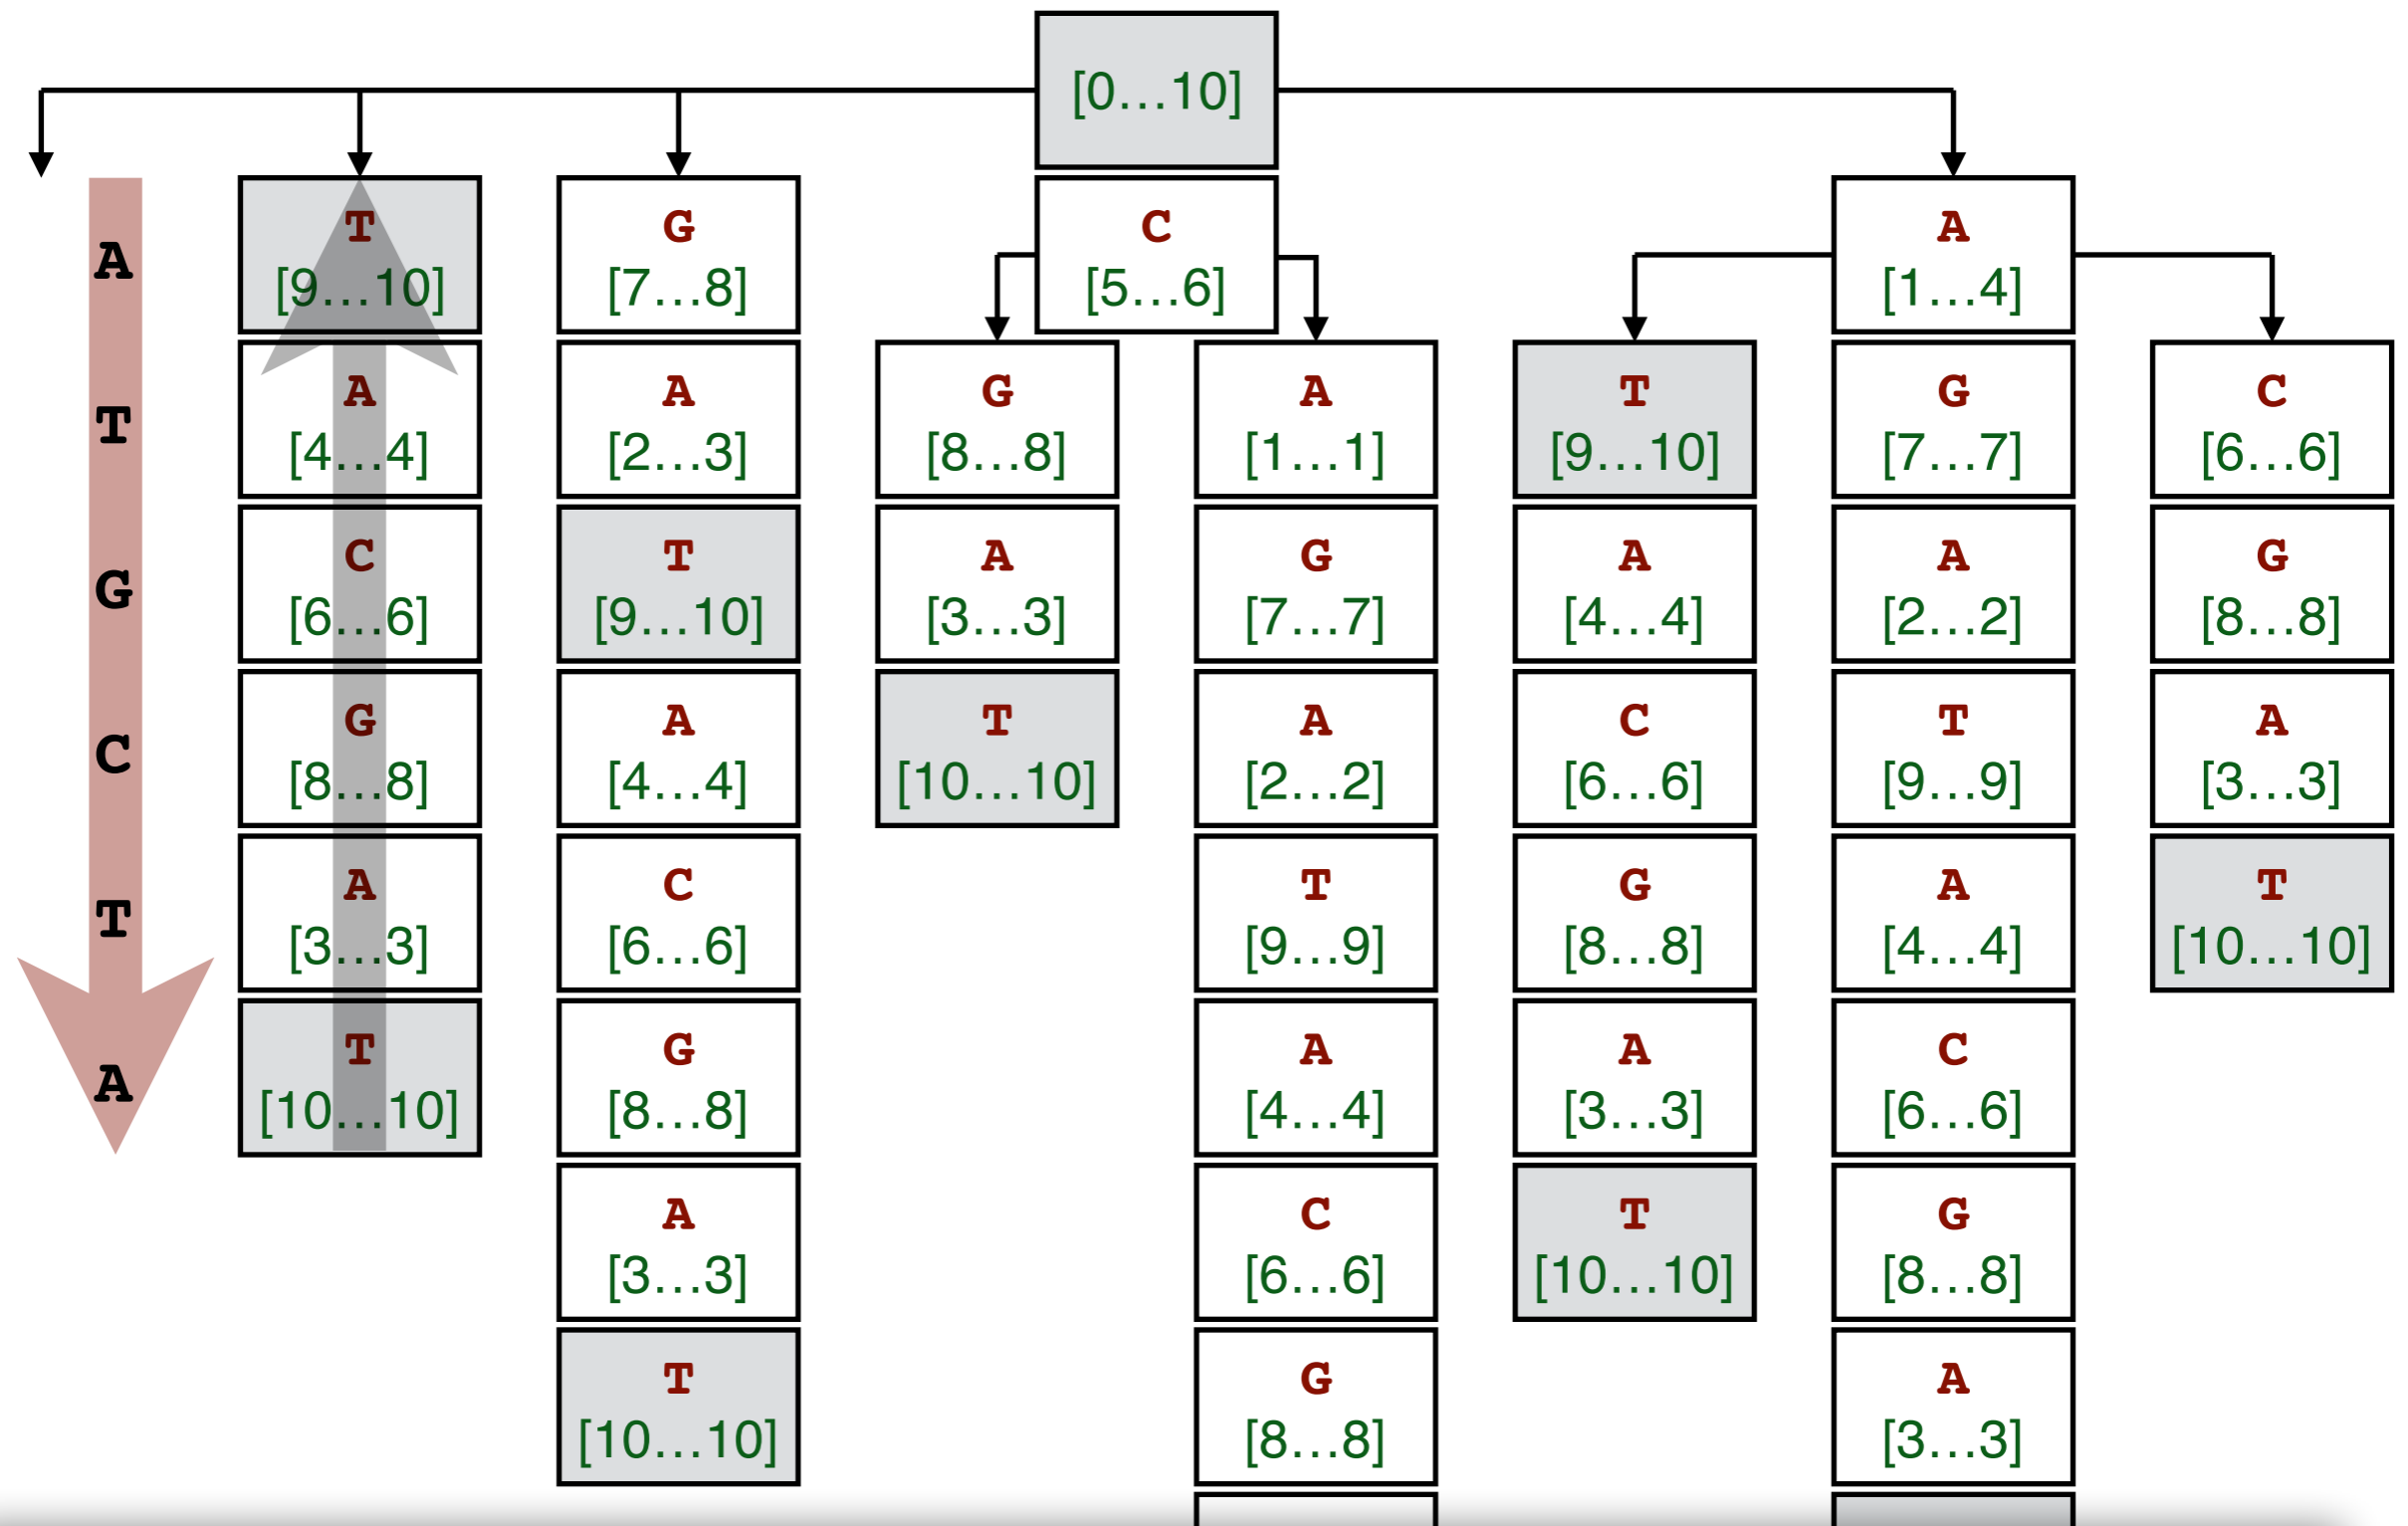 [0...10]
A
T
G
C
T
A
T
[9...10]
A
[4...4]
C
[6...6]
G
[8...8]
A
[3...3]
T
[10...10]
G
[7...8]
A
[2...3]
T
[9...10]
A
[4...4]
C
[6...6]
G
[8...8]
A
[3...3]
T
[10...10]
C
[5...6]
G
[8...8]
A
[3...3]
T
[10...10]
A
[1...1]
G
[7...7]
A
[2...2]
T
[9...9]
A
[4...4]
C
[6...6]
G
[8...8]
A
[1...4]
T
[9...10]
A
[4...4]
C
[6...6]
G
[8...8]
A
[3...3]
T
[10...10]
G
[7...7]
A
[2...2]
T
[9...9]
A
[4...4]
C
[6...6]
G
[8...8]
A
[3...3]
C
[6...6]
G
[8...8]
A
[3...3]
T
[10...10]